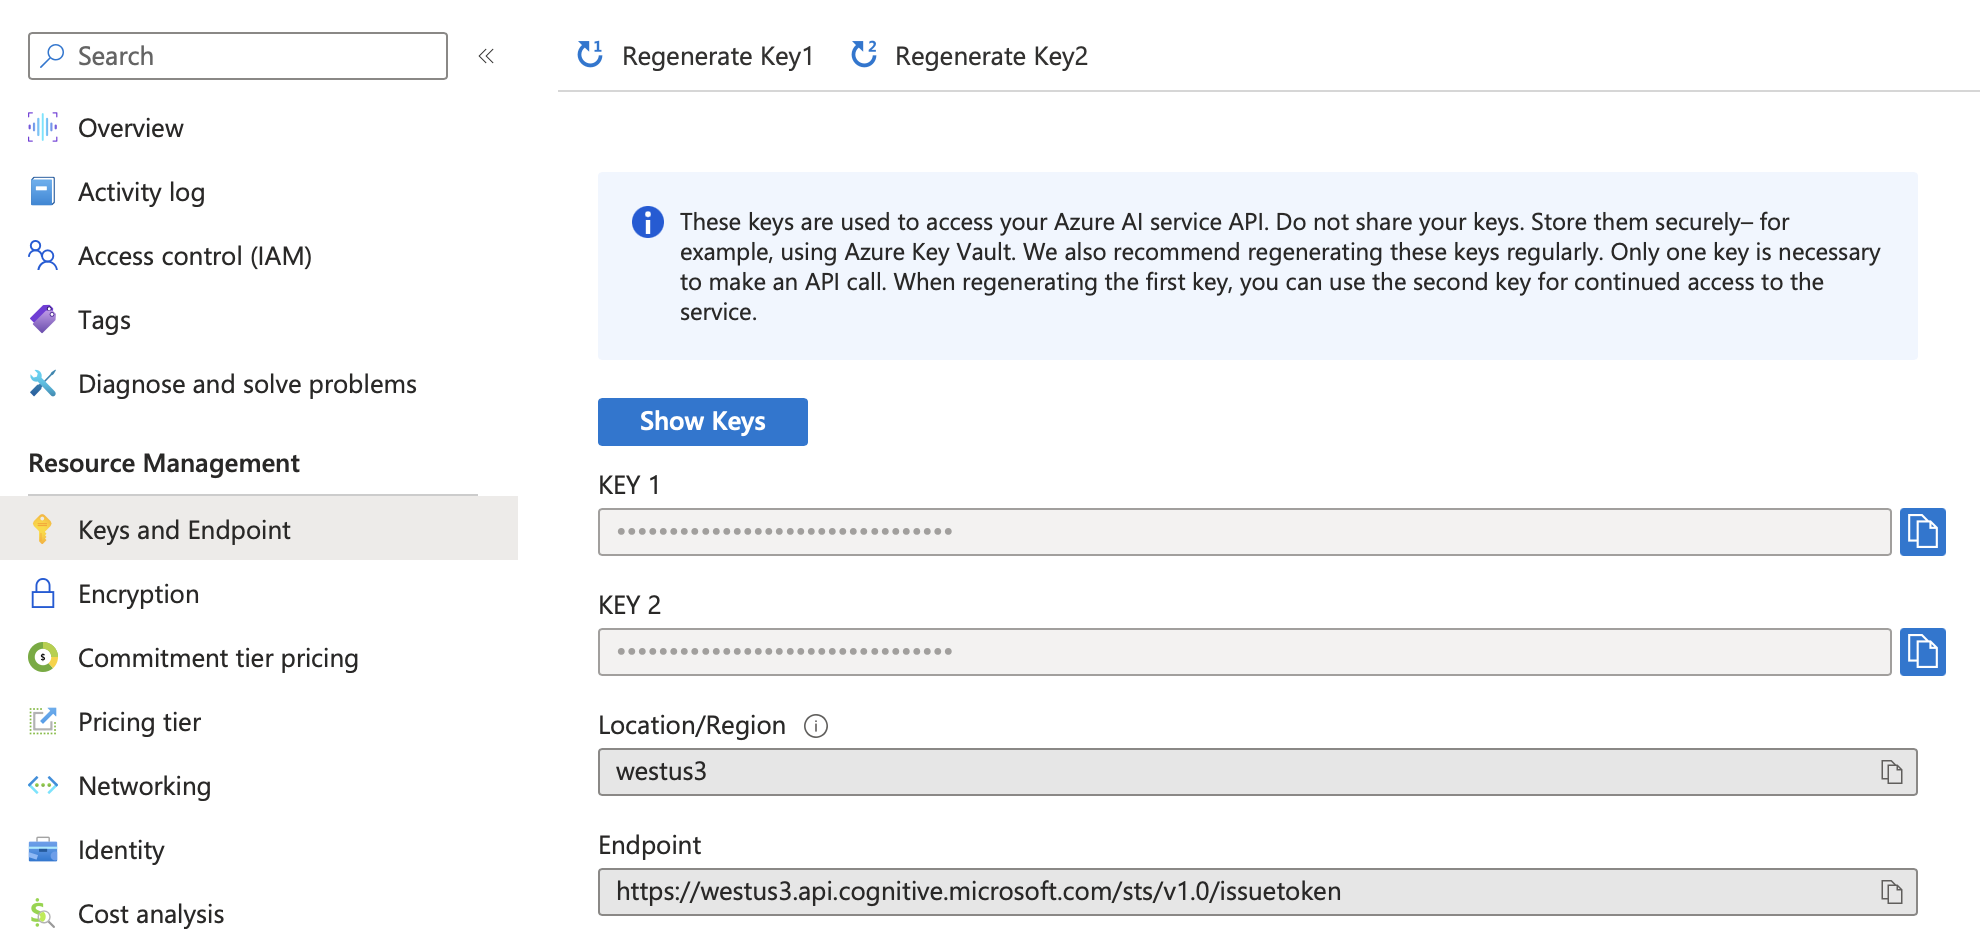 Search
«
Overview
Activity log
Access control (IAM)
Tags
Diagnose and solve problems
Resource Management
Keys and Endpoint
Encryption
Commitment tier pricing
Pricing tier
Networking
Identity
Cost analysis
1 Regenerate Key1
2 Regenerate Key2
These keys are used to access your Azure AI service API. Do not share your keys. Store them securely– for
example, using Azure Key Vault. We also recommend regenerating these keys regularly. Only one key is necessary
to make an API call. When regenerating the first key, you can use the second key for continued access to the
service.
Show Keys
KEY 1
••••••••••••••••••••••••••••••••
KEY 2
••••••••••••••••••••••••••••••••
Location/Region
westus3
Endpoint
https://westus3.api.cognitive.microsoft.com/sts/v1.0/issuetoken